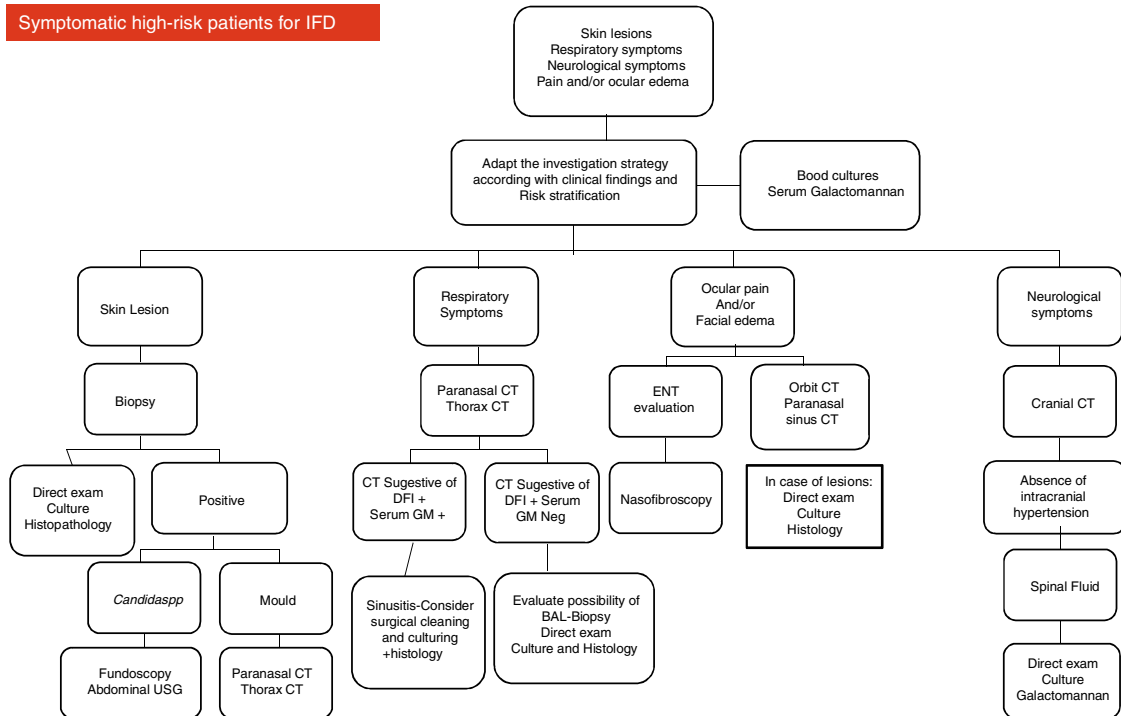 Symptomatic high-risk patients for IFD
Skin lesions
Respiratory symptoms
Neurological symptoms
Pain and/or ocular edema
Adapt the investigation strategy
according with clinical findings and
Risk stratification
Bood cultures
Serum Galactomannan
Skin Lesion
Respiratory
Symptoms
Ocular pain
And/or
Facial edema
Neurological
symptoms
Biopsy
Paranasal CT
Thorax CT
ENT
evaluation
Orbit CT
Paranasal
sinus CT
Cranial CT
Direct exam
Culture
Histopathology
Positive
CT Sugestive of
DFI +
Serum GM +
CT Sugestive of
DFI + Serum
GM Neg
Nasofibroscopy
In case of lesions:
Direct exam
Culture
Histology
Absence of
intracranial
hypertension
Candidaspp
Mould
Sinusitis-Consider
surgical cleaning
and culturing
+histology
Evaluate possibility of
BAL-Biopsy
Direct exam
Culture and Histology
Spinal Fluid
Fundoscopy
Abdominal USG
Paranasal CT
Thorax CT
Direct exam
Culture
Galactomannan